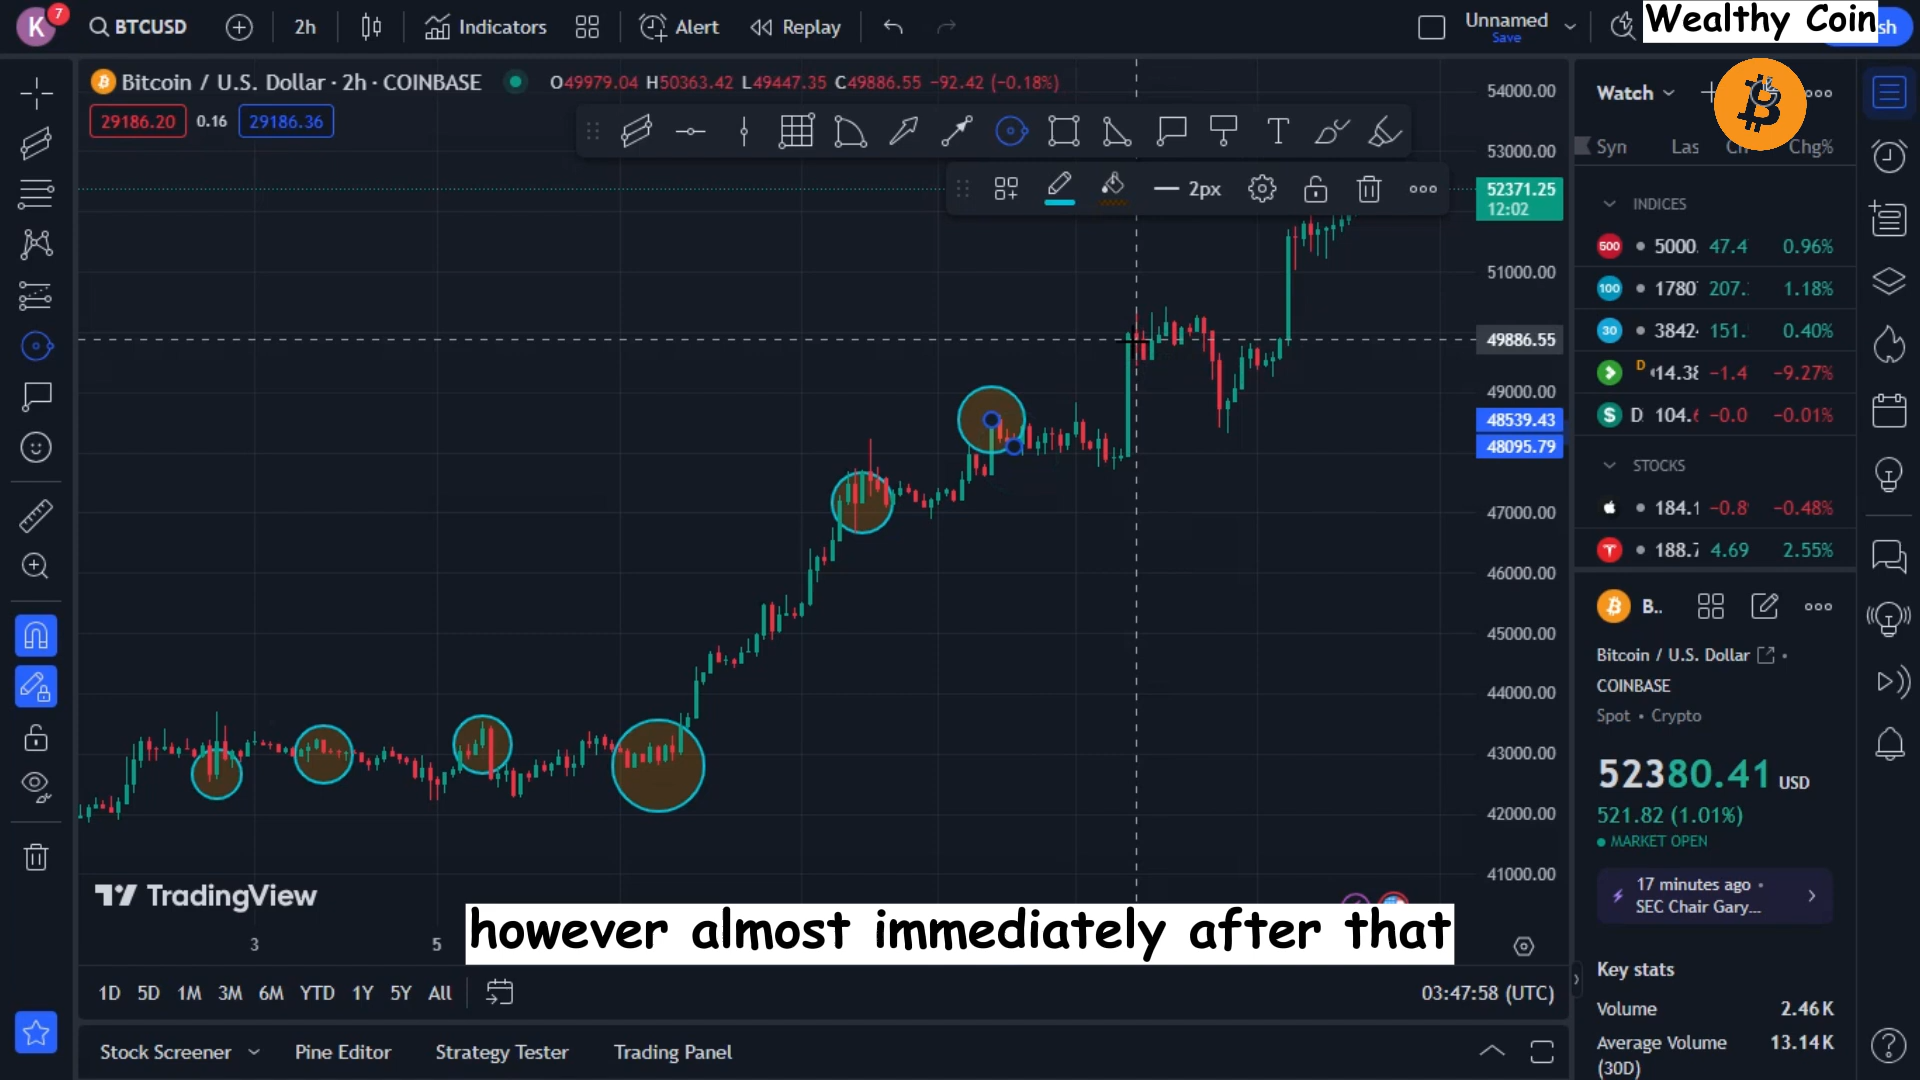 K 7 BTCUSD 2h Indicators Alert Replay Unnamed Save Wealthy Coin
Bitcoin / U.S. Dollar · 2h · COINBASE O49979.04 H50363.42 L49447.35 C49886.55 −92.42 (−0.18%)
29186.20 0.16 29186.36
2px
54000.00
53000.00
52371.25
12:02
51000.00
49886.55
49000.00
48539.43
48095.79
47000.00
46000.00
45000.00
44000.00
43000.00
42000.00
41000.00
Watch
Syn Las Chg%
INDICES
500 5000. 47.4 0.96%
100 1780 207. 1.18%
30 3842 151. 0.40%
D 14.38 −1.4 −9.27%
S D 104. −0.0 −0.01%
STOCKS
184.1 −0.8 −0.48%
188.7 4.69 2.55%
B..
Bitcoin / U.S. Dollar
COINBASE
Spot • Crypto
52380.41 USD
521.82 (1.01%)
MARKET OPEN
17 minutes ago •
SEC Chair Gary...
Key stats
Volume 2.46K
Average Volume 13.14K
(30D)
TradingView
however almost immediately after that
3 5
1D 5D 1M 3M 6M YTD 1Y 5Y All 03:47:58 (UTC)
Stock Screener Pine Editor Strategy Tester Trading Panel